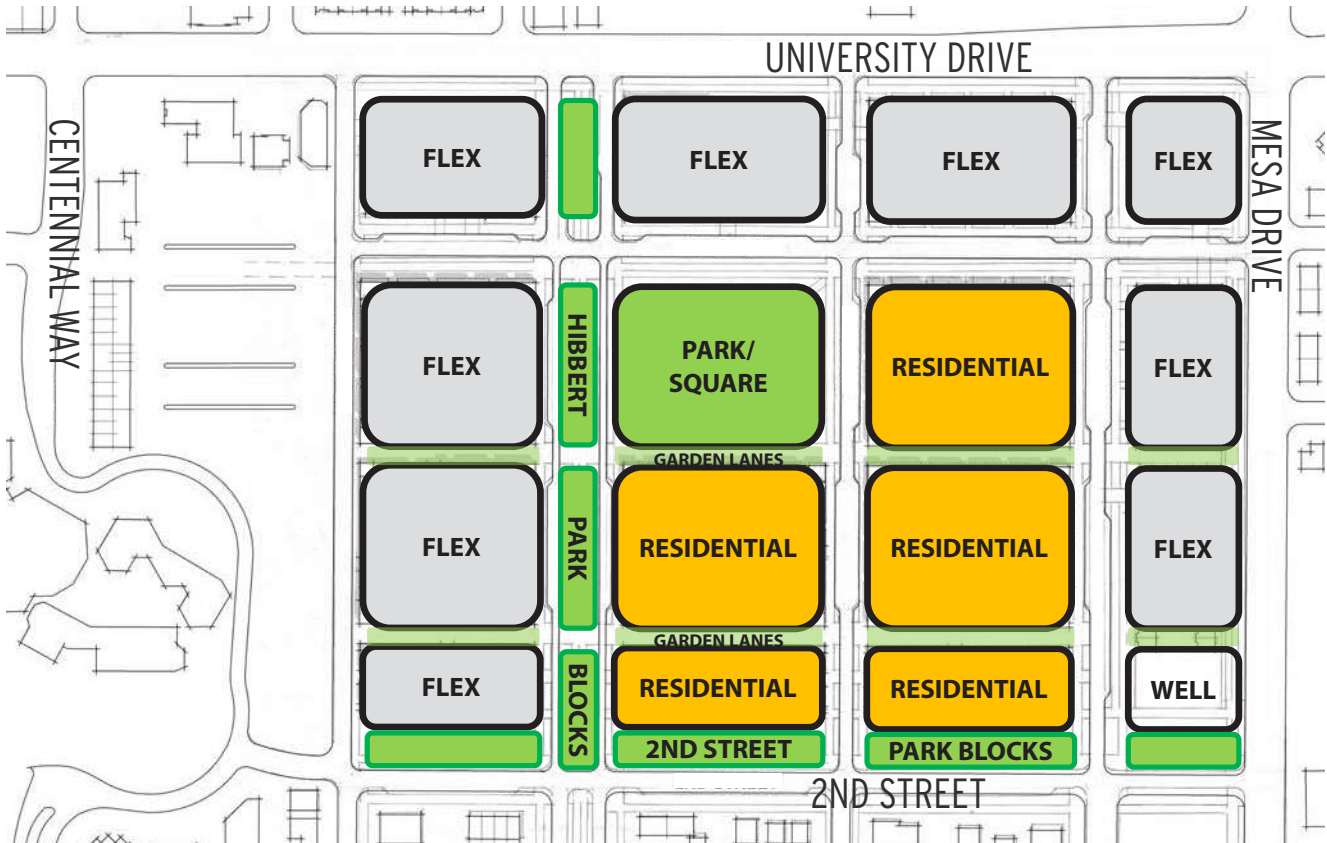 UNIVERSITY DRIVE
CENTENNIAL WAY
MESA DRIVE
FLEX
FLEX
FLEX
FLEX
FLEX
HIBBERT
PARK/
SQUARE
RESIDENTIAL
FLEX
GARDEN LANES
FLEX
PARK
RESIDENTIAL
RESIDENTIAL
FLEX
GARDEN LANES
FLEX
BLOCKS
RESIDENTIAL
RESIDENTIAL
WELL
2ND STREET
PARK BLOCKS
2ND STREET